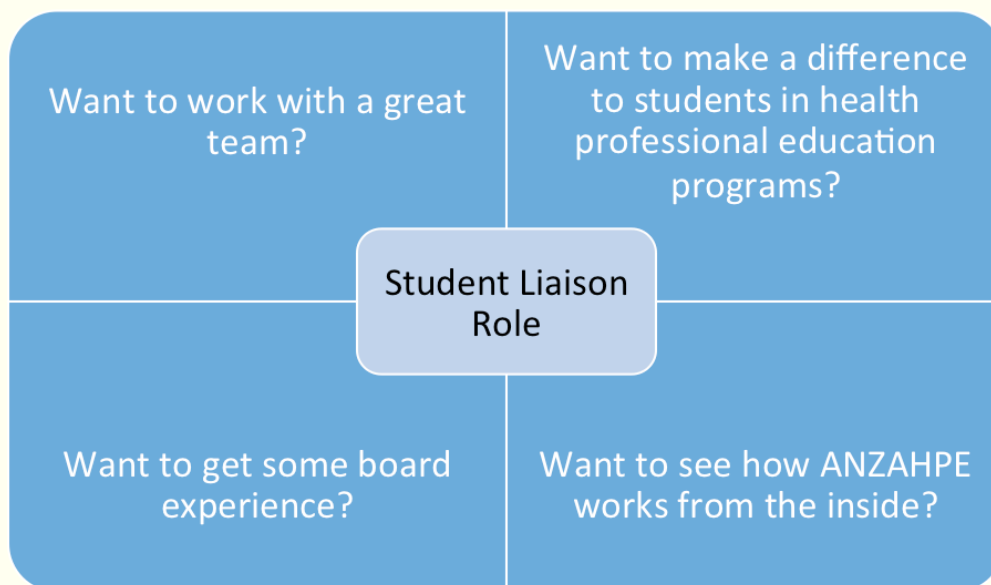 Want to work with a great
team?
Want to make a difference
to students in health
professional education
programs?
Student Liaison
Role
Want to get some board
experience?
Want to see how ANZAHPE
works from the inside?